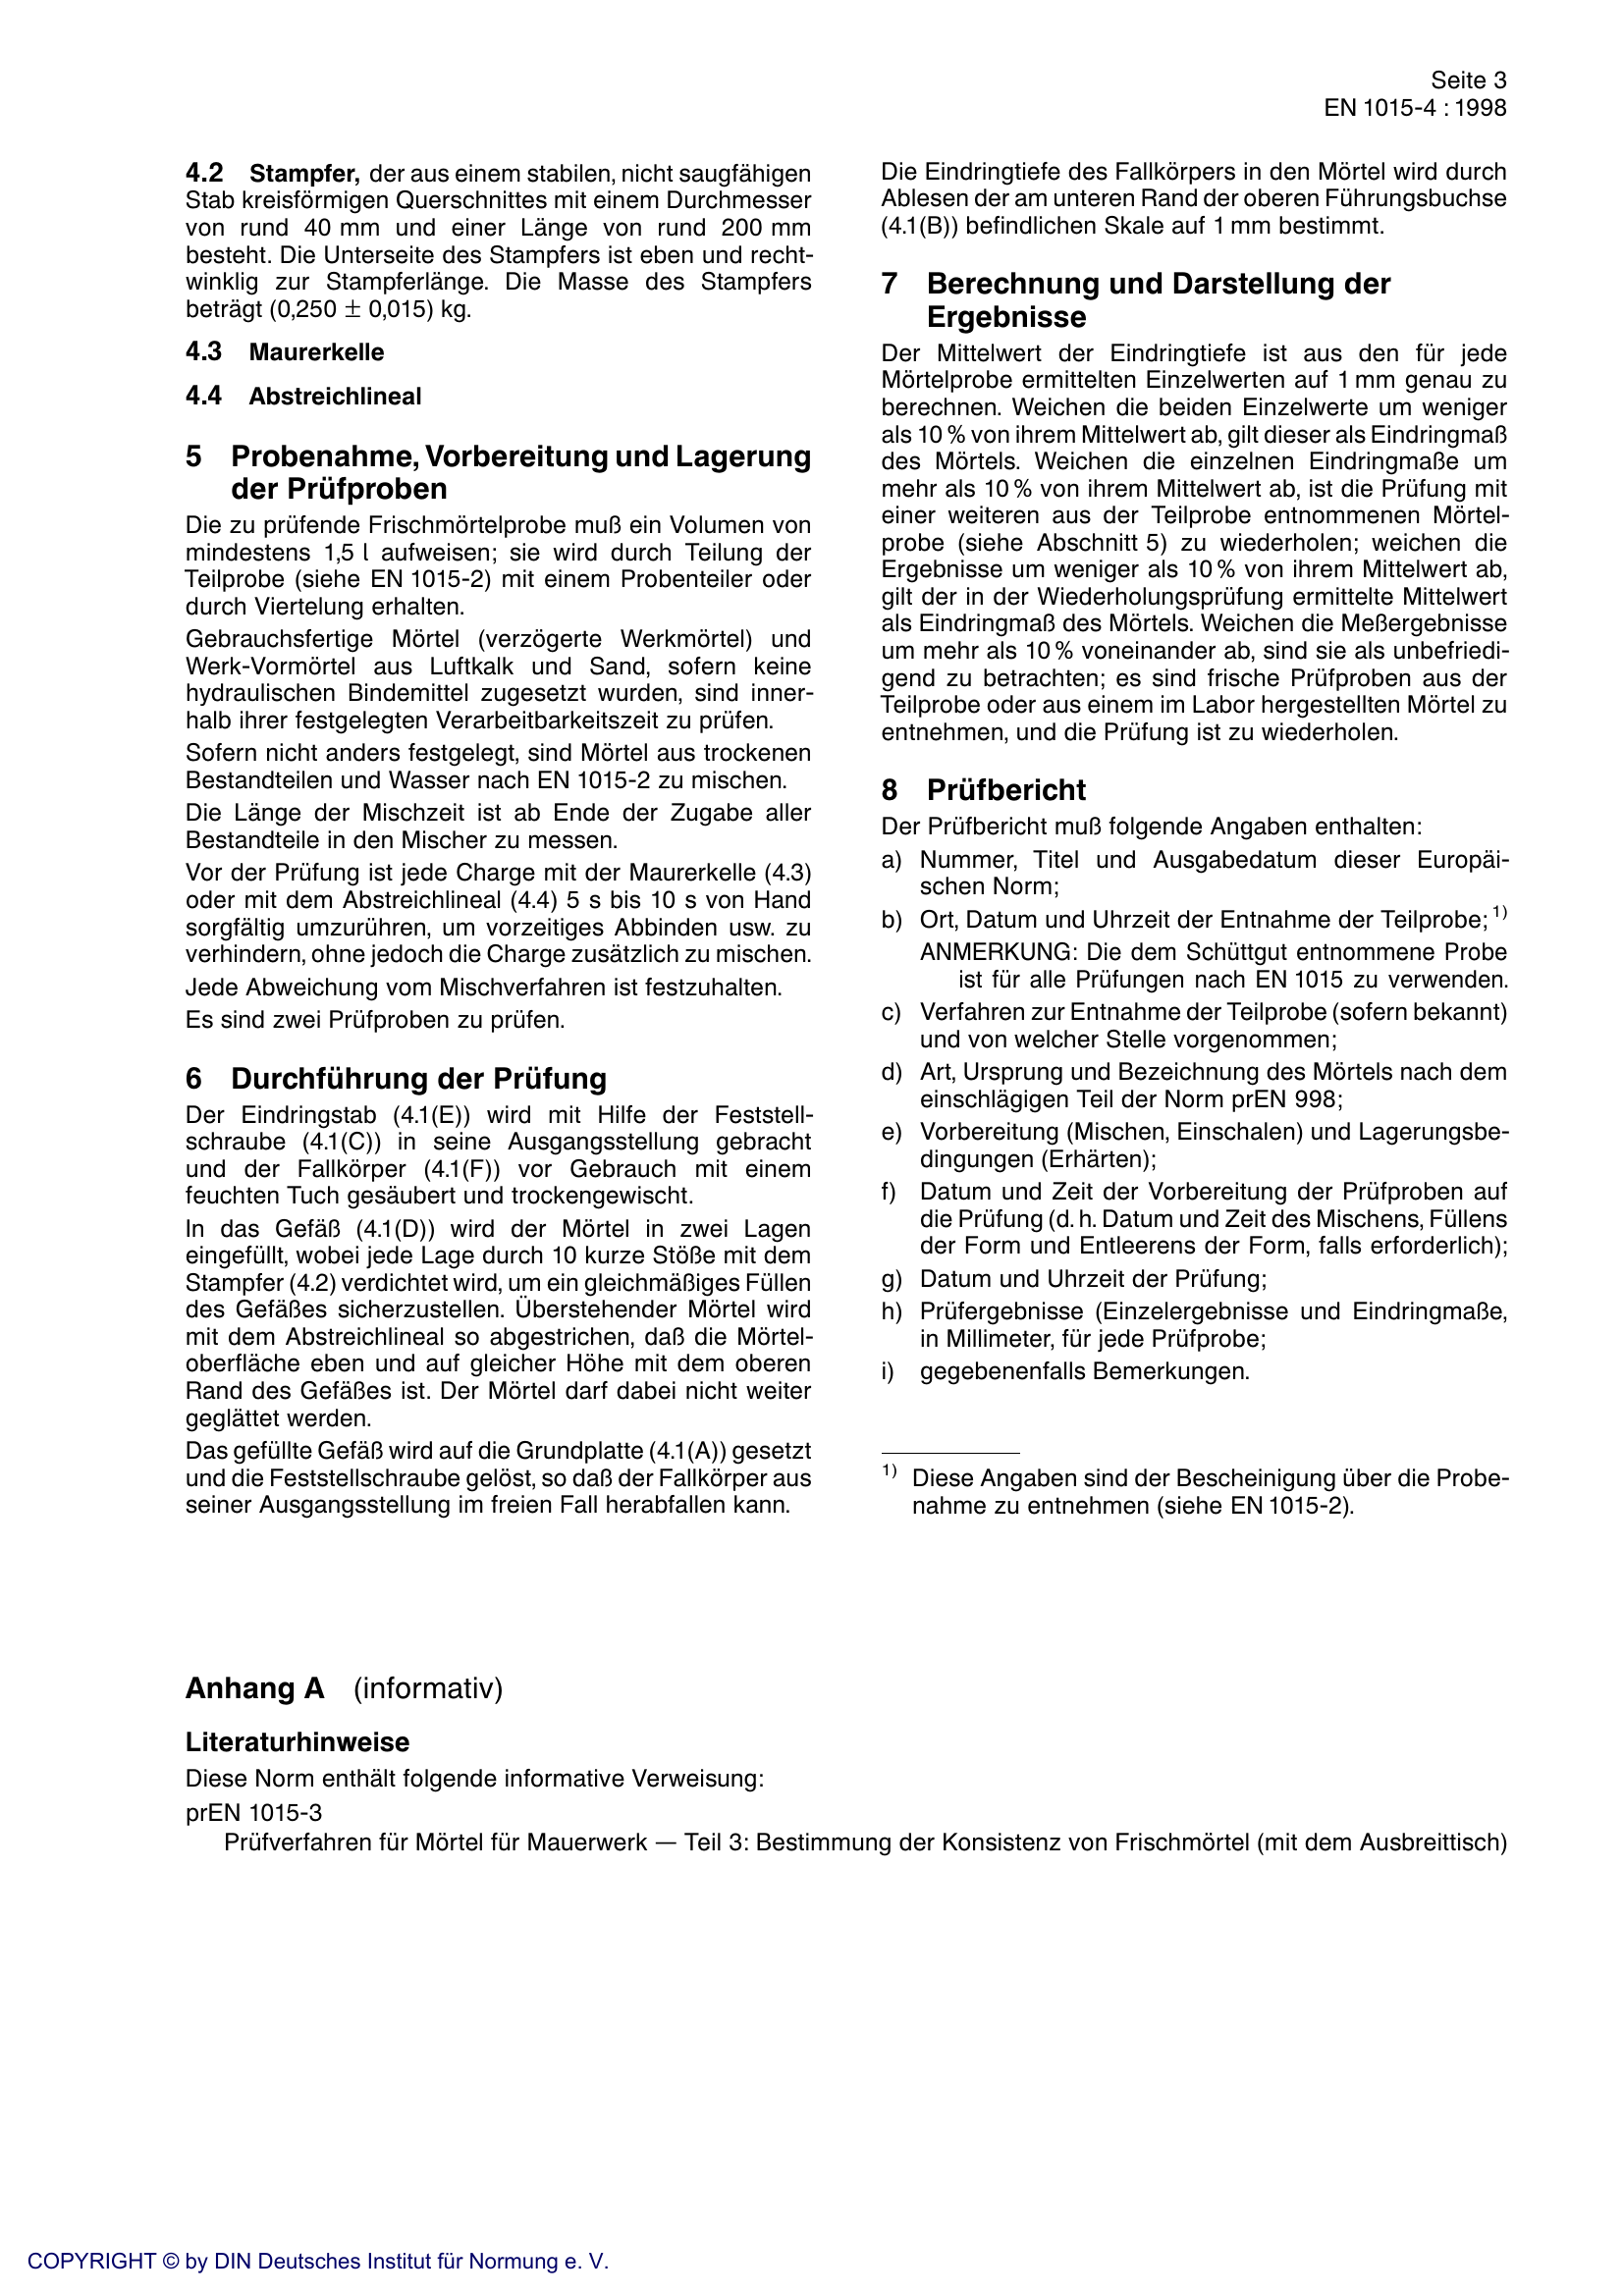 Seite 3
EN 1015-4 : 1998
4.2 Stampfer, der aus einem stabilen, nicht saugfähigen
Stab kreisförmigen Querschnittes mit einem Durchmesser
von rund 40 mm und einer Länge von rund 200 mm
besteht. Die Unterseite des Stampfers ist eben und recht-
winklig zur Stampferlänge. Die Masse des Stampfers
beträgt (0,250 ± 0,015) kg.
4.3 Maurerkelle
4.4 Abstreichlineal
5 Probenahme, Vorbereitung und Lagerung
der Prüfproben
Die zu prüfende Frischmörtelprobe muß ein Volumen von
mindestens 1,5 l aufweisen; sie wird durch Teilung der
Teilprobe (siehe EN 1015-2) mit einem Probenteiler oder
durch Viertelung erhalten.
Gebrauchsfertige Mörtel (verzögerte Werkmörtel) und
Werk-Vormörtel aus Luftkalk und Sand, sofern keine
hydraulischen Bindemittel zugesetzt wurden, sind inner-
halb ihrer festgelegten Verarbeitbarkeitszeit zu prüfen.
Sofern nicht anders festgelegt, sind Mörtel aus trockenen
Bestandteilen und Wasser nach EN 1015-2 zu mischen.
Die Länge der Mischzeit ist ab Ende der Zugabe aller
Bestandteile in den Mischer zu messen.
Vor der Prüfung ist jede Charge mit der Maurerkelle (4.3)
oder mit dem Abstreichlineal (4.4) 5 s bis 10 s von Hand
sorgfältig umzurühren, um vorzeitiges Abbinden usw. zu
verhindern, ohne jedoch die Charge zusätzlich zu mischen.
Jede Abweichung vom Mischverfahren ist festzuhalten.
Es sind zwei Prüfproben zu prüfen.
6 Durchführung der Prüfung
Der Eindringstab (4.1(E)) wird mit Hilfe der Feststell-
schraube (4.1(C)) in seine Ausgangsstellung gebracht
und der Fallkörper (4.1(F)) vor Gebrauch mit einem
feuchten Tuch gesäubert und trockengewischt.
In das Gefäß (4.1(D)) wird der Mörtel in zwei Lagen
eingefüllt, wobei jede Lage durch 10 kurze Stöße mit dem
Stampfer (4.2) verdichtet wird, um ein gleichmäßiges Füllen
des Gefäßes sicherzustellen. Überstehender Mörtel wird
mit dem Abstreichlineal so abgestrichen, daß die Mörtel-
oberfläche eben und auf gleicher Höhe mit dem oberen
Rand des Gefäßes ist. Der Mörtel darf dabei nicht weiter
geglättet werden.
Das gefüllte Gefäß wird auf die Grundplatte (4.1(A)) gesetzt
und die Feststellschraube gelöst, so daß der Fallkörper aus
seiner Ausgangsstellung im freien Fall herabfallen kann.
Die Eindringtiefe des Fallkörpers in den Mörtel wird durch
Ablesen der am unteren Rand der oberen Führungsbuchse
(4.1(B)) befindlichen Skale auf 1 mm bestimmt.
7 Berechnung und Darstellung der
Ergebnisse
Der Mittelwert der Eindringtiefe ist aus den für jede
Mörtelprobe ermittelten Einzelwerten auf 1 mm genau zu
berechnen. Weichen die beiden Einzelwerte um weniger
als 10 % von ihrem Mittelwert ab, gilt dieser als Eindringmaß
des Mörtels. Weichen die einzelnen Eindringmaße um
mehr als 10 % von ihrem Mittelwert ab, ist die Prüfung mit
einer weiteren aus der Teilprobe entnommenen Mörtel-
probe (siehe Abschnitt 5) zu wiederholen; weichen die
Ergebnisse um weniger als 10 % von ihrem Mittelwert ab,
gilt der in der Wiederholungsprüfung ermittelte Mittelwert
als Eindringmaß des Mörtels. Weichen die Meßergebnisse
um mehr als 10 % voneinander ab, sind sie als unbefriedi-
gend zu betrachten; es sind frische Prüfproben aus der
Teilprobe oder aus einem im Labor hergestellten Mörtel zu
entnehmen, und die Prüfung ist zu wiederholen.
8 Prüfbericht
Der Prüfbericht muß folgende Angaben enthalten:
a) Nummer, Titel und Ausgabedatum dieser Europäi-
schen Norm;
b) Ort, Datum und Uhrzeit der Entnahme der Teilprobe; 1)
ANMERKUNG: Die dem Schüttgut entnommene Probe
ist für alle Prüfungen nach EN 1015 zu verwenden.
c) Verfahren zur Entnahme der Teilprobe (sofern bekannt)
und von welcher Stelle vorgenommen;
d) Art, Ursprung und Bezeichnung des Mörtels nach dem
einschlägigen Teil der Norm prEN 998;
e) Vorbereitung (Mischen, Einschalen) und Lagerungsbe-
dingungen (Erhärten);
f) Datum und Zeit der Vorbereitung der Prüfproben auf
die Prüfung (d. h. Datum und Zeit des Mischens, Füllens
der Form und Entleerens der Form, falls erforderlich);
g) Datum und Uhrzeit der Prüfung;
h) Prüfergebnisse (Einzelergebnisse und Eindringmaße,
in Millimeter, für jede Prüfprobe;
i) gegebenenfalls Bemerkungen.
1) Diese Angaben sind der Bescheinigung über die Probe-
nahme zu entnehmen (siehe EN 1015-2).
Anhang A (informativ)
Literaturhinweise
Diese Norm enthält folgende informative Verweisung:
prEN 1015-3
Prüfverfahren für Mörtel für Mauerwerk — Teil 3: Bestimmung der Konsistenz von Frischmörtel (mit dem Ausbreittisch)
COPYRIGHT © by DIN Deutsches Institut für Normung e. V.